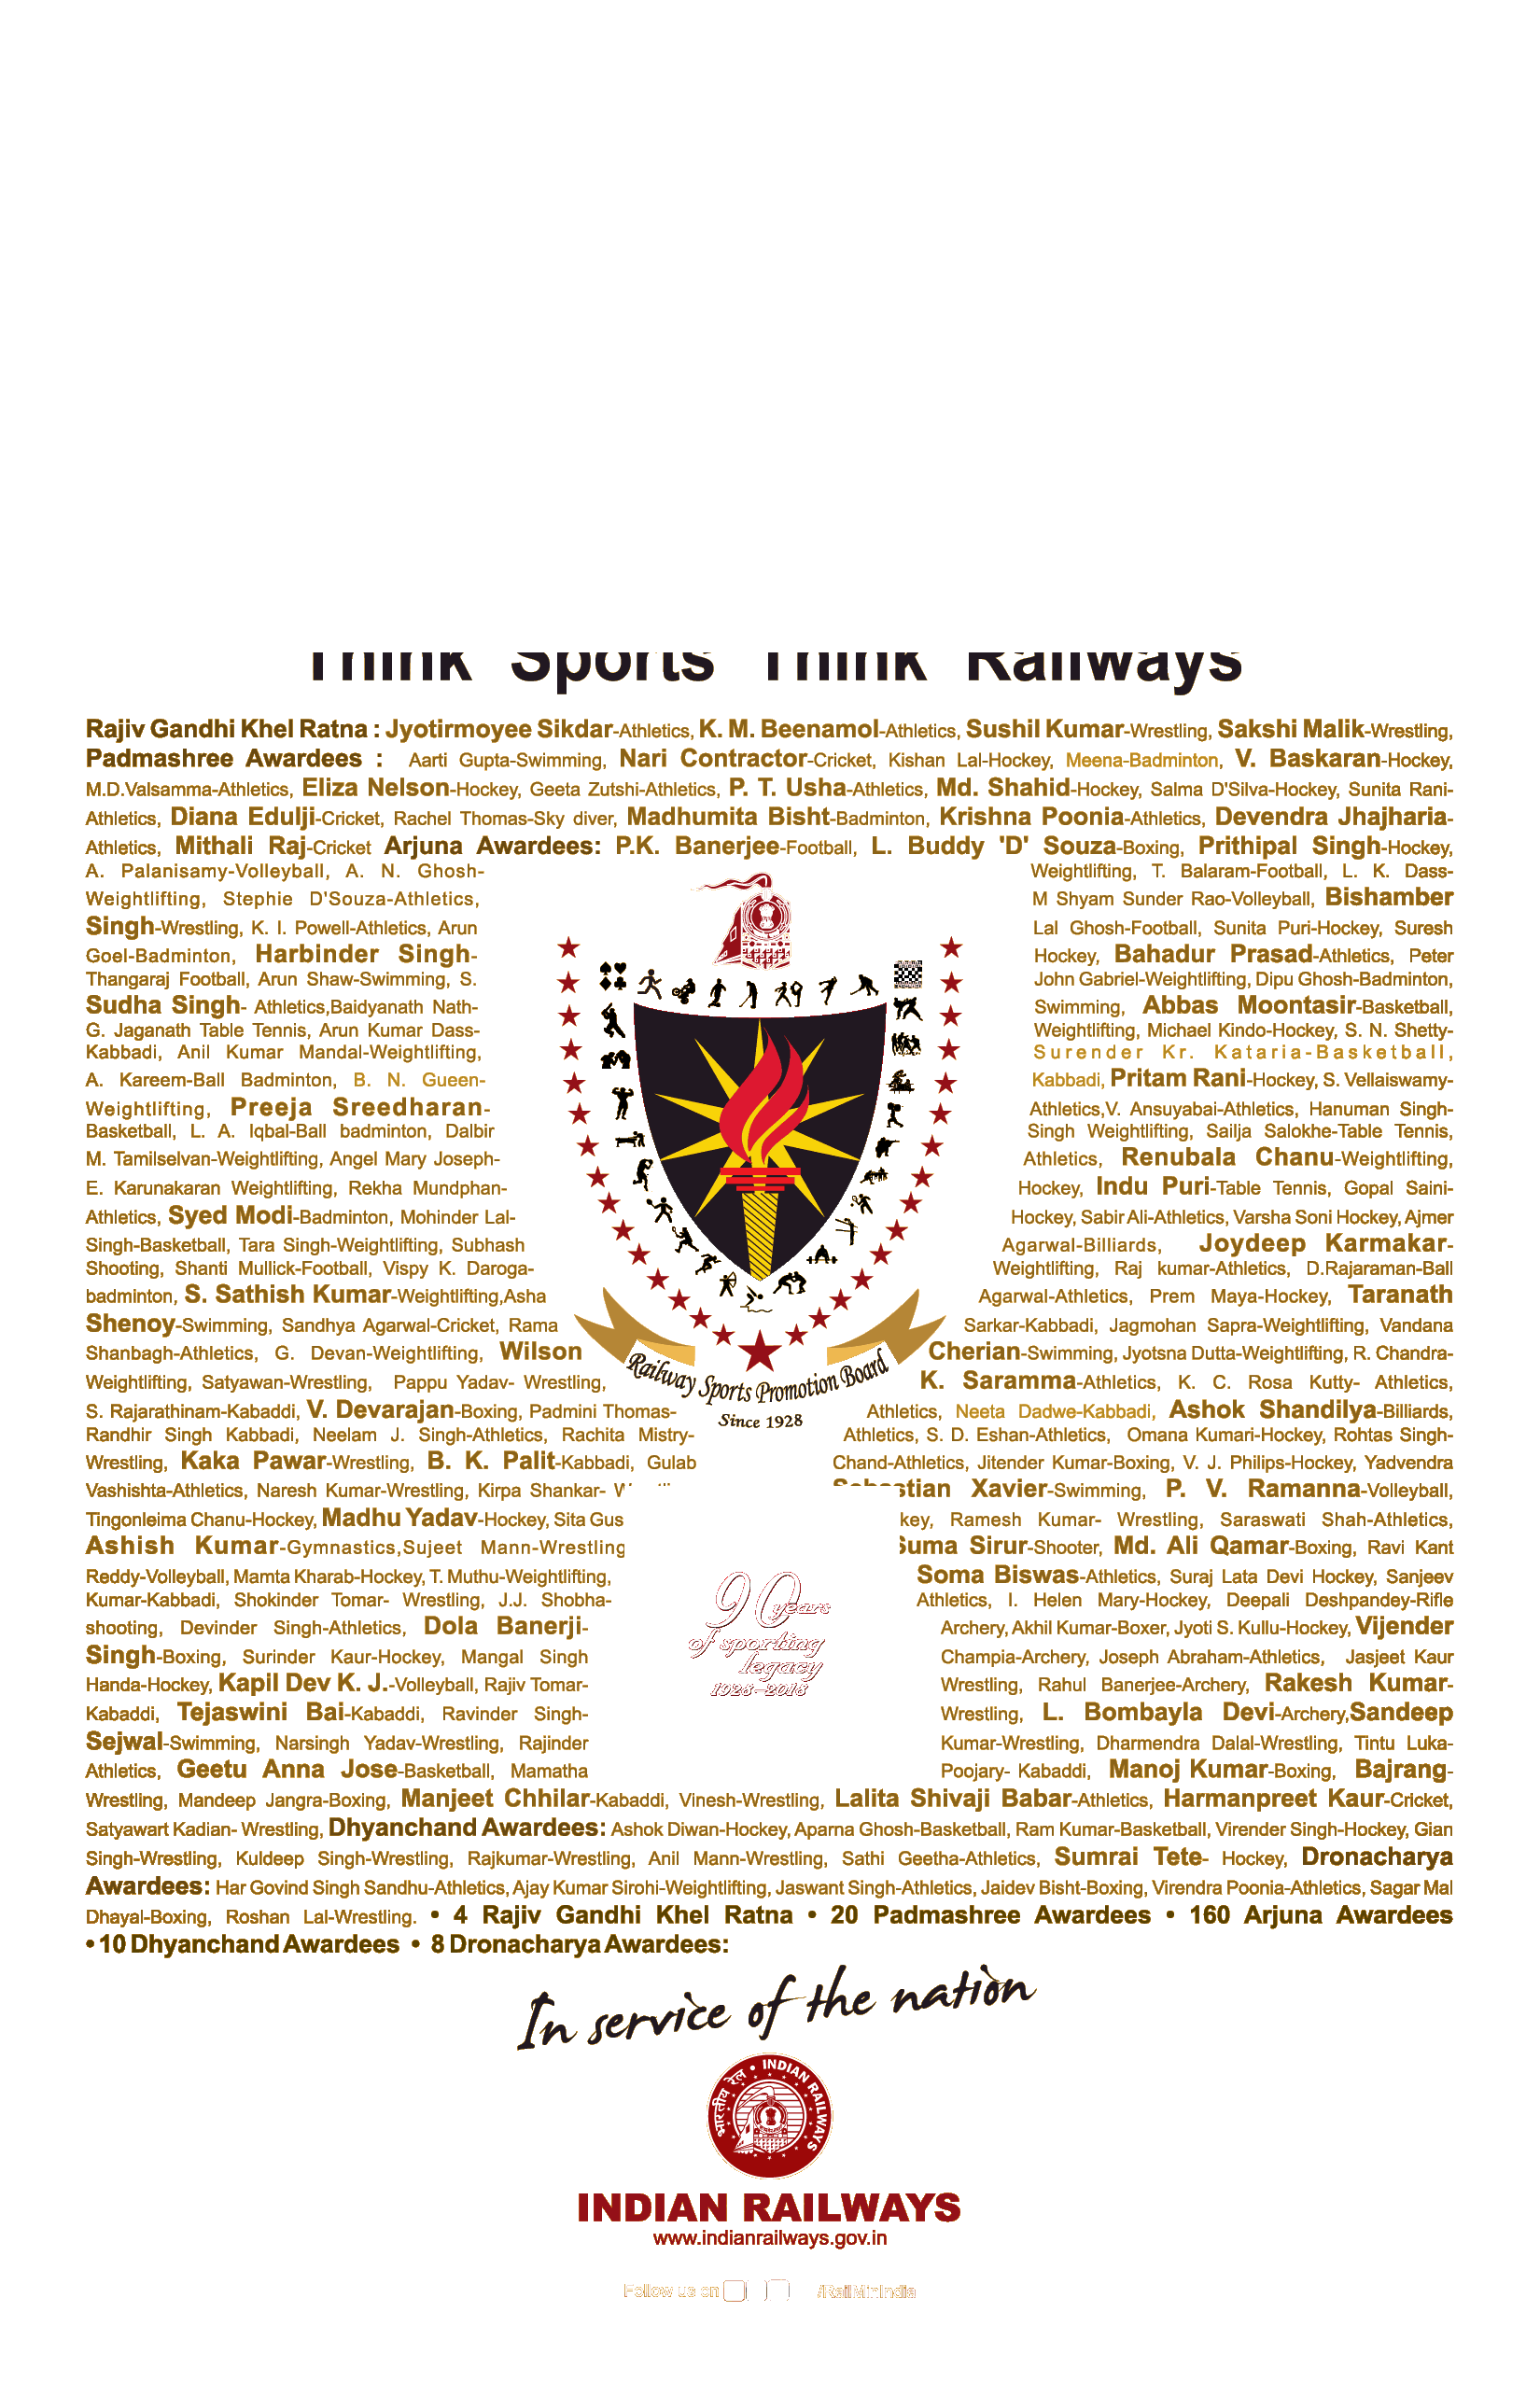 Think Sports Think Railways
Rajiv Gandhi Khel Ratna : Jyotirmoyee Sikdar-Athletics, K. M. Beenamol-Athletics, Sushil Kumar-Wrestling, Sakshi Malik-Wrestling,
Padmashree Awardees : Aarti Gupta-Swimming, Nari Contractor-Cricket, Kishan Lal-Hockey, Meena-Badminton, V. Baskaran-Hockey,
M.D.Valsamma-Athletics, Eliza Nelson-Hockey, Geeta Zutshi-Athletics, P. T. Usha-Athletics, Md. Shahid-Hockey, Salma D'Silva-Hockey, Sunita Rani-
Athletics, Diana Edulji-Cricket, Rachel Thomas-Sky diver, Madhumita Bisht-Badminton, Krishna Poonia-Athletics, Devendra Jhajharia-
Athletics, Mithali Raj-Cricket Arjuna Awardees: P.K. Banerjee-Football, L. Buddy 'D' Souza-Boxing, Prithipal Singh-Hockey,
A. Palanisamy-Volleyball, A. N. Ghosh- Weightlifting, T. Balaram-Football, L. K. Dass-
Weightlifting, Stephie D'Souza-Athletics, M Shyam Sunder Rao-Volleyball, Bishamber
Singh-Wrestling, K. I. Powell-Athletics, Arun Lal Ghosh-Football, Sunita Puri-Hockey, Suresh
Goel-Badminton, Harbinder Singh- Hockey, Bahadur Prasad-Athletics, Peter
Thangaraj Football, Arun Shaw-Swimming, S. John Gabriel-Weightlifting, Dipu Ghosh-Badminton,
Sudha Singh- Athletics,Baidyanath Nath- Swimming, Abbas Moontasir-Basketball,
G. Jaganath Table Tennis, Arun Kumar Dass- Weightlifting, Michael Kindo-Hockey, S. N. Shetty-
Kabbadi, Anil Kumar Mandal-Weightlifting, Surender Kr. Kataria-Basketball,
A. Kareem-Ball Badminton, B. N. Gueen- Kabbadi, Pritam Rani-Hockey, S. Vellaiswamy-
Weightlifting, Preeja Sreedharan- Athletics,V. Ansuyabai-Athletics, Hanuman Singh-
Basketball, L. A. Iqbal-Ball badminton, Dalbir Singh Weightlifting, Sailja Salokhe-Table Tennis,
M. Tamilselvan-Weightlifting, Angel Mary Joseph- Athletics, Renubala Chanu-Weightlifting,
E. Karunakaran Weightlifting, Rekha Mundphan- Hockey, Indu Puri-Table Tennis, Gopal Saini-
Athletics, Syed Modi-Badminton, Mohinder Lal- Hockey, Sabir Ali-Athletics, Varsha Soni Hockey, Ajmer
Singh-Basketball, Tara Singh-Weightlifting, Subhash Agarwal-Billiards, Joydeep Karmakar-
Shooting, Shanti Mullick-Football, Vispy K. Daroga- Weightlifting, Raj kumar-Athletics, D.Rajaraman-Ball
badminton, S. Sathish Kumar-Weightlifting,Asha Agarwal-Athletics, Prem Maya-Hockey, Taranath
Shenoy-Swimming, Sandhya Agarwal-Cricket, Rama Sarkar-Kabbadi, Jagmohan Sapra-Weightlifting, Vandana
Shanbagh-Athletics, G. Devan-Weightlifting, Wilson Cherian-Swimming, Jyotsna Dutta-Weightlifting, R. Chandra-
Weightlifting, Satyawan-Wrestling, Pappu Yadav- Wrestling, K. Saramma-Athletics, K. C. Rosa Kutty- Athletics,
Railway Sports Promotion Board
S. Rajarathinam-Kabaddi, V. Devarajan-Boxing, Padmini Thomas- Athletics, Neeta Dadwe-Kabbadi, Ashok Shandilya-Billiards,
Since 1928
Randhir Singh Kabbadi, Neelam J. Singh-Athletics, Rachita Mistry- Athletics, S. D. Eshan-Athletics, Omana Kumari-Hockey, Rohtas Singh-
Wrestling, Kaka Pawar-Wrestling, B. K. Palit-Kabbadi, Gulab Chand-Athletics, Jitender Kumar-Boxing, V. J. Philips-Hockey, Yadvendra
Vashishta-Athletics, Naresh Kumar-Wrestling, Kirpa Shankar- Sebastian Xavier-Swimming, P. V. Ramanna-Volleyball,
Tingonleima Chanu-Hockey, Madhu Yadav-Hockey, Sita Gus key, Ramesh Kumar- Wrestling, Saraswati Shah-Athletics,
Ashish Kumar-Gymnastics,Sujeet Mann-Wrestling Suma Sirur-Shooter, Md. Ali Qamar-Boxing, Ravi Kant
Reddy-Volleyball, Mamta Kharab-Hockey, T. Muthu-Weightlifting, Soma Biswas-Athletics, Suraj Lata Devi Hockey, Sanjeev
Kumar-Kabbadi, Shokinder Tomar- Wrestling, J.J. Shobha- Athletics, I. Helen Mary-Hockey, Deepali Deshpandey-Rifle
shooting, Devinder Singh-Athletics, Dola Banerji- Archery, Akhil Kumar-Boxer, Jyoti S. Kullu-Hockey, Vijender
Singh-Boxing, Surinder Kaur-Hockey, Mangal Singh Champia-Archery, Joseph Abraham-Athletics, Jasjeet Kaur
Handa-Hockey, Kapil Dev K. J.-Volleyball, Rajiv Tomar- Wrestling, Rahul Banerjee-Archery, Rakesh Kumar-
Kabaddi, Tejaswini Bai-Kabaddi, Ravinder Singh- Wrestling, L. Bombayla Devi-Archery,Sandeep
Sejwal-Swimming, Narsingh Yadav-Wrestling, Rajinder Kumar-Wrestling, Dharmendra Dalal-Wrestling, Tintu Luka-
Athletics, Geetu Anna Jose-Basketball, Mamatha Poojary- Kabaddi, Manoj Kumar-Boxing, Bajrang-
90 years
of sporting
legacy
1928-2018
Wrestling, Mandeep Jangra-Boxing, Manjeet Chhilar-Kabaddi, Vinesh-Wrestling, Lalita Shivaji Babar-Athletics, Harmanpreet Kaur-Cricket,
Satyawart Kadian- Wrestling, Dhyanchand Awardees: Ashok Diwan-Hockey, Aparna Ghosh-Basketball, Ram Kumar-Basketball, Virender Singh-Hockey, Gian
Singh-Wrestling, Kuldeep Singh-Wrestling, Rajkumar-Wrestling, Anil Mann-Wrestling, Sathi Geetha-Athletics, Sumrai Tete- Hockey, Dronacharya
Awardees: Har Govind Singh Sandhu-Athletics, Ajay Kumar Sirohi-Weightlifting, Jaswant Singh-Athletics, Jaidev Bisht-Boxing, Virendra Poonia-Athletics, Sagar Mal
Dhayal-Boxing, Roshan Lal-Wrestling. • 4 Rajiv Gandhi Khel Ratna • 20 Padmashree Awardees • 160 Arjuna Awardees
• 10 Dhyanchand Awardees • 8 Dronacharya Awardees:
In service of the nation
भारतीय रेल • INDIAN RAILWAYS
INDIAN RAILWAYS
www.indianrailways.gov.in
Follow us on /RailMinIndia